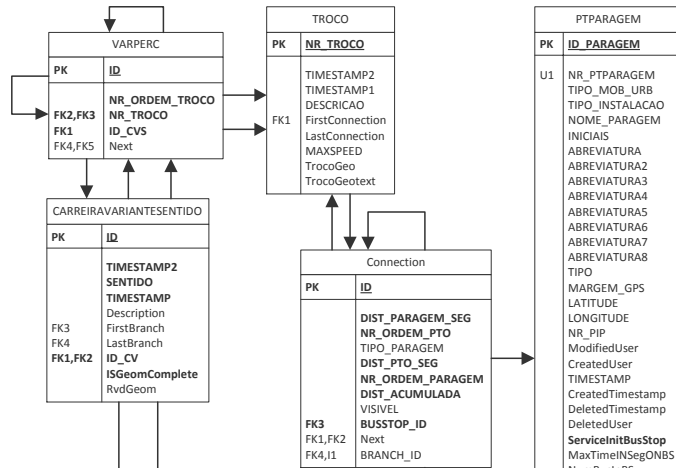 VARPERC
PK ID
NR_ORDEM_TROCO
FK2,FK3 NR_TROCO
FK1 ID_CVS
FK4,FK5 Next
TROCO
PK NR_TROCO
TIMESTAMP2
TIMESTAMP1
DESCRICAO
FK1 FirstConnection
LastConnection
MAXSPEED
TrocoGeo
TrocoGeotext
PTPARAGEM
PK ID_PARAGEM
U1 NR_PTPARAGEM
TIPO_MOB_URB
TIPO_INSTALACAO
NOME_PARAGEM
INICIAIS
ABREVIATURA
ABREVIATURA2
ABREVIATURA3
ABREVIATURA4
ABREVIATURA5
ABREVIATURA6
ABREVIATURA7
ABREVIATURA8
TIPO
MARGEM_GPS
LATITUDE
LONGITUDE
NR_PIP
ModifiedUser
CreatedUser
TIMESTAMP
CreatedTimestamp
DeletedTimestamp
DeletedUser
ServiceInitBusStop
MaxTimeINSegONBS
CARREIRAVARIANTESENTIDO
PK ID
TIMESTAMP2
SENTIDO
TIMESTAMP
Description
FK3 FirstBranch
FK4 LastBranch
FK1,FK2 ID_CV
ISGeomComplete
RvdGeom
Connection
PK ID
DIST_PARAGEM_SEG
NR_ORDEM_PTO
TIPO_PARAGEM
DIST_PTO_SEG
NR_ORDEM_PARAGEM
DIST_ACUMULADA
VISIVEL
FK3 BUSSTOP_ID
FK1,FK2 Next
FK4,I1 BRANCH_ID